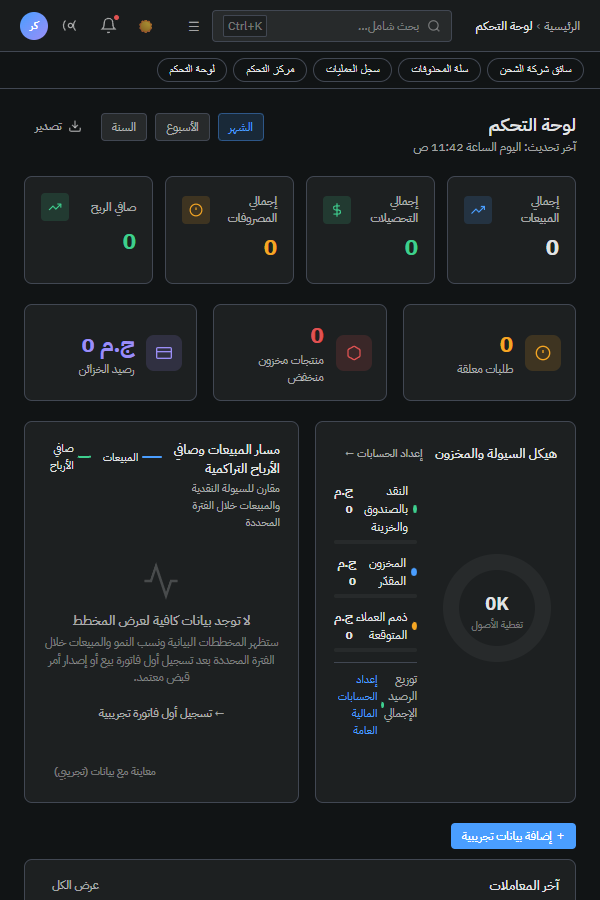 الرئيسية › لوحة التحكم
بحث شامل...
Ctrl+K
كر
سائق شركة الشحن
سلة المحذوفات
سجل العمليات
مركز التحكم
لوحة التحكم
لوحة التحكم
آخر تحديث: اليوم الساعة 11:42 ص
الشهر
الأسبوع
السنة
تصدير
إجمالي
المبيعات
0
إجمالي
التحصيلات
0
إجمالي
المصروفات
0
صافي الربح
0
0
طلبات معلقة
0
منتجات مخزون
منخفض
ج.م 0
رصيد الخزائن
هيكل السيولة والمخزون
إعداد الحسابات ←
0K
تغطية الأصول
النقد
بالصندوق
والخزينة
ج.م
0
المخزون
المقدّر
ج.م
0
ذمم العملاء
المتوقعة
ج.م
0
توزيع
الرصيد
الإجمالي
إعداد
الحسابات
المالية
العامة
مسار المبيعات وصافي
الأرباح التراكمية
مقارن للسيولة النقدية
والمبيعات خلال الفترة
المحددة
المبيعات
صافي
الأرباح
لا توجد بيانات كافية لعرض المخطط
ستظهر المخططات البيانية ونسب النمو والمبيعات خلال
الفترة المحددة بعد تسجيل أول فاتورة بيع أو إصدار أمر
قبض معتمد.
← تسجيل أول فاتورة تجريبية
معاينة مع بيانات (تجريبي)
+ إضافة بيانات تجريبية
آخر المعاملات
عرض الكل